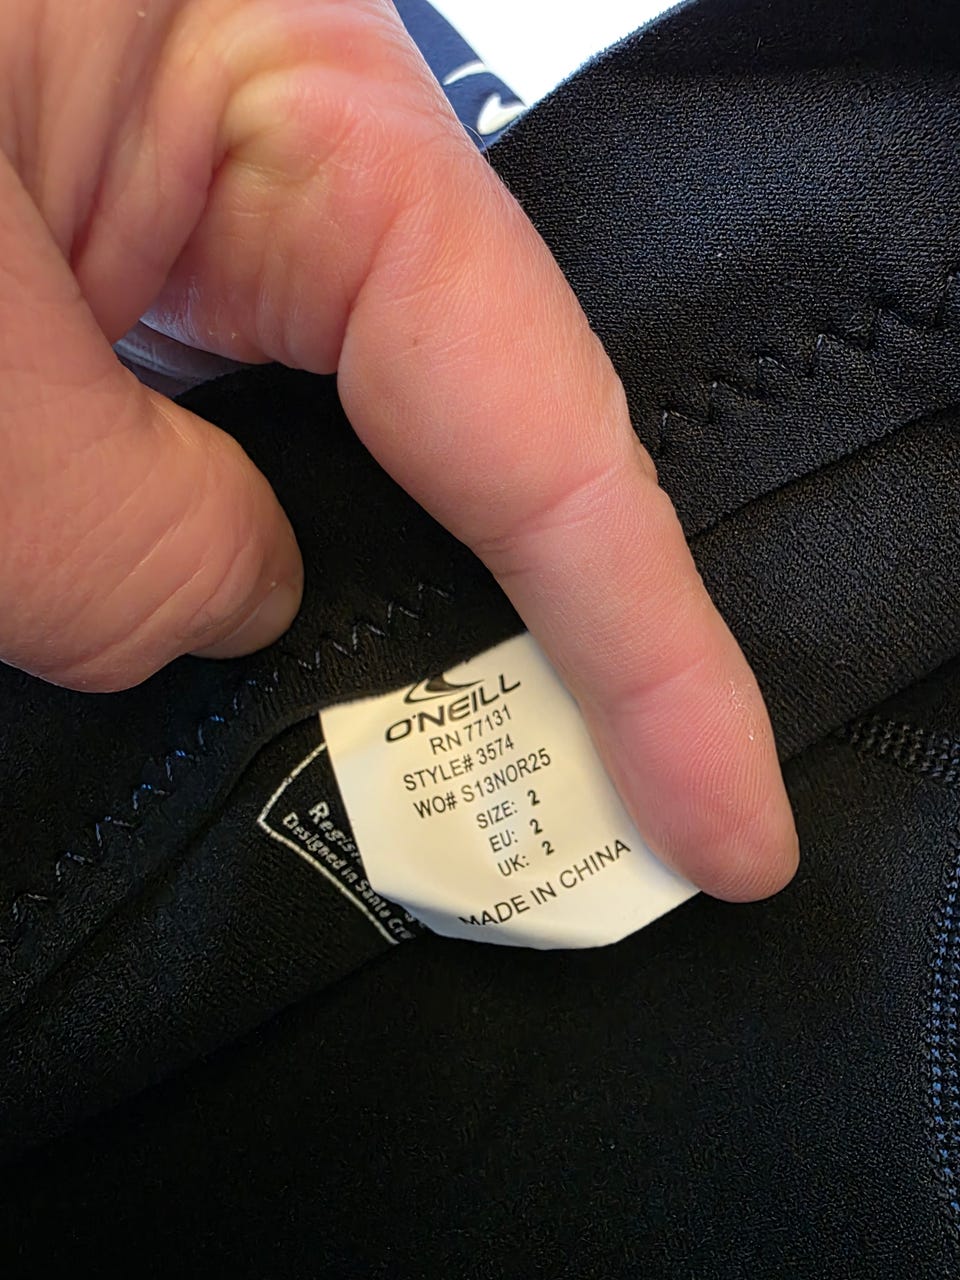 O'NEILL
RN 77131
STYLE# 3574
WO# S13NOR25
SIZE: 2
EU: 2
UK: 2
MADE IN CHINA
Designed in Santa